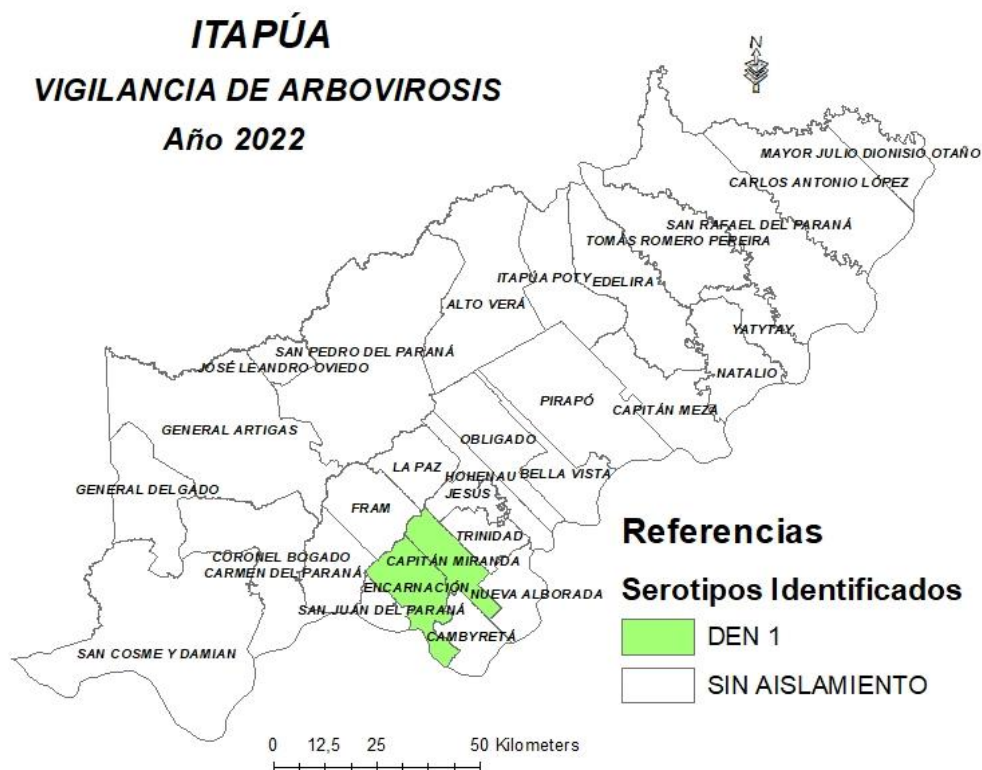 ITAPÚA
VIGILANCIA DE ARBOVIROSIS
Año 2022
N
MAYOR JULIO DIONISIO OTAÑO
CARLOS ANTONIO LÓPEZ
SAN RAFAEL DEL PARANÁ
TOMÁS ROMERO PEREIRA
ITAPÚA POTY
EDELIRA
ALTO VERÁ
YATYTAY
SAN PEDRO DEL PARANÁ
JOSÉ LEANDRO OVIEDO
NATALIO
PIRAPÓ
CAPITÁN MEZA
GENERAL ARTIGAS
OBLIGADO
LA PAZ
HOHENAU
BELLA VISTA
GENERAL DELGADO
JESÚS
FRAM
TRINIDAD
CORONEL BOGADO
CAPITÁN MIRANDA
CARMEN DEL PARANÁ
ENCARNACIÓN
NUEVA ALBORADA
SAN JUÁN DEL PARANÁ
CAMBYRETÁ
SAN COSME Y DAMIAN
Referencias
Serotipos Identificados
DEN 1
SIN AISLAMIENTO
0 12,5 25 50 Kilometers